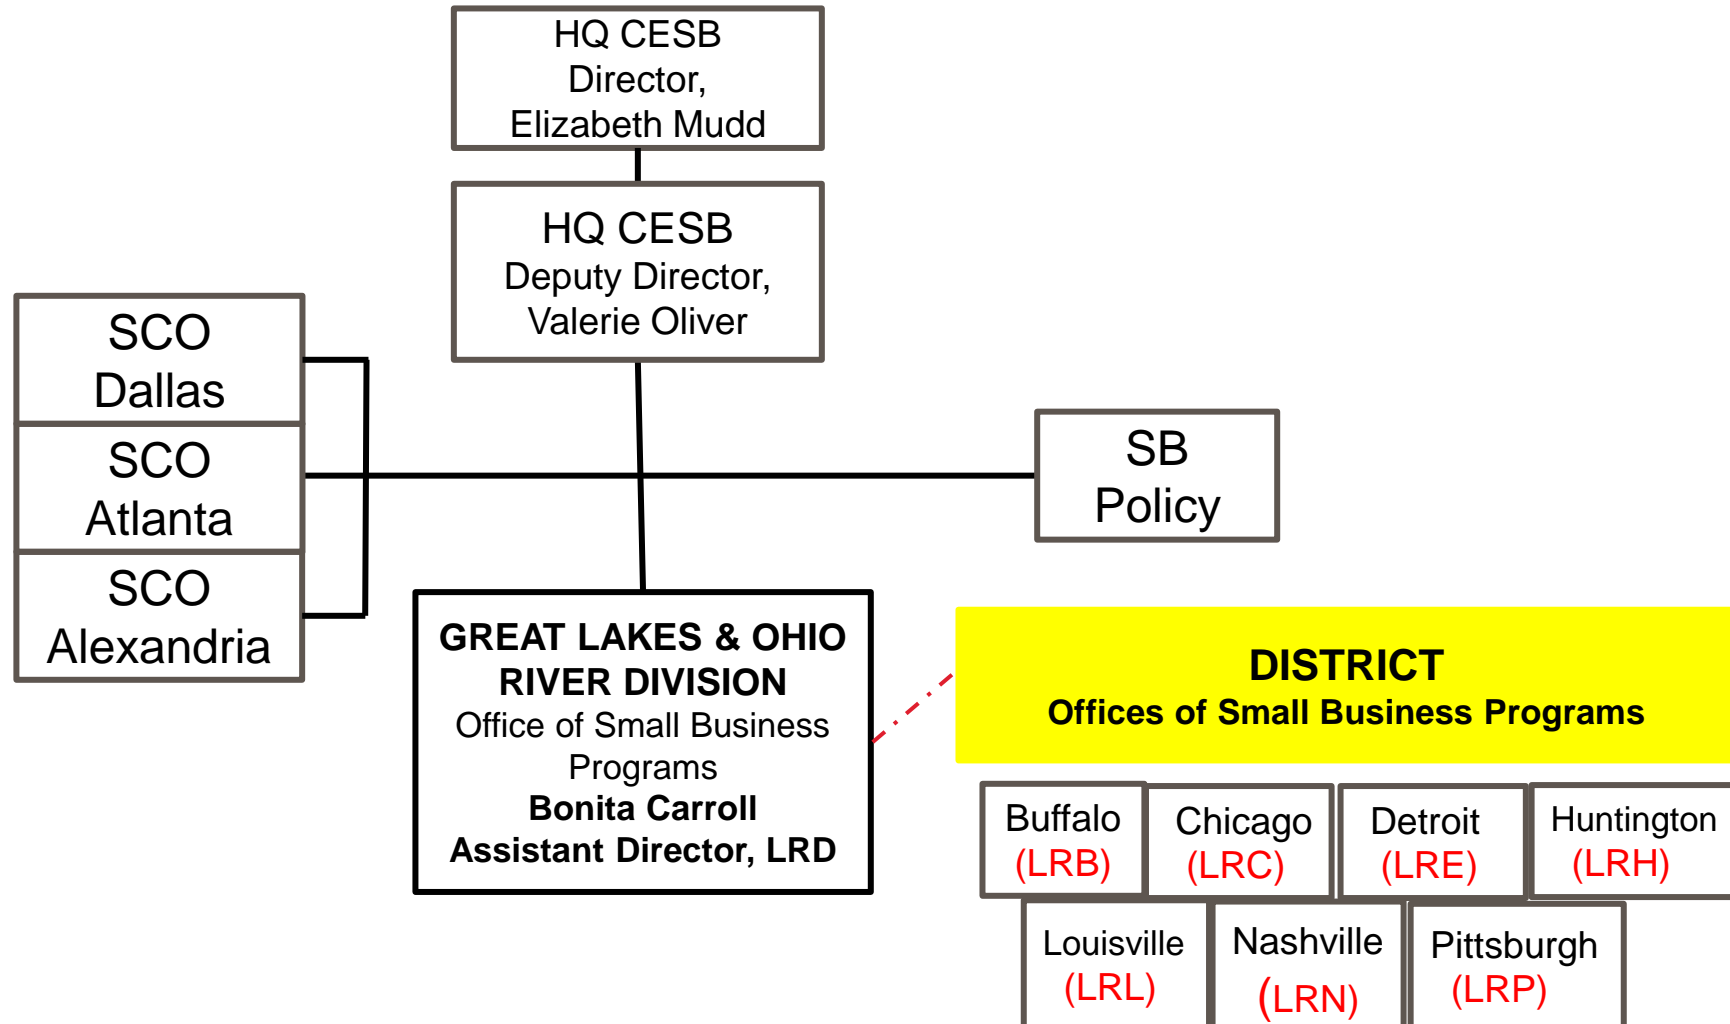 HQ CESB
Director,
Elizabeth Mudd
HQ CESB
Deputy Director,
Valerie Oliver
SCO
Dallas
SCO
Atlanta
SCO
Alexandria
SB
Policy
GREAT LAKES & OHIO
RIVER DIVISION
Office of Small Business
Programs
Bonita Carroll
Assistant Director, LRD
DISTRICT
Offices of Small Business Programs
Buffalo
(LRB)
Chicago
(LRC)
Detroit
(LRE)
Huntington
(LRH)
Louisville
(LRL)
Nashville
(LRN)
Pittsburgh
(LRP)